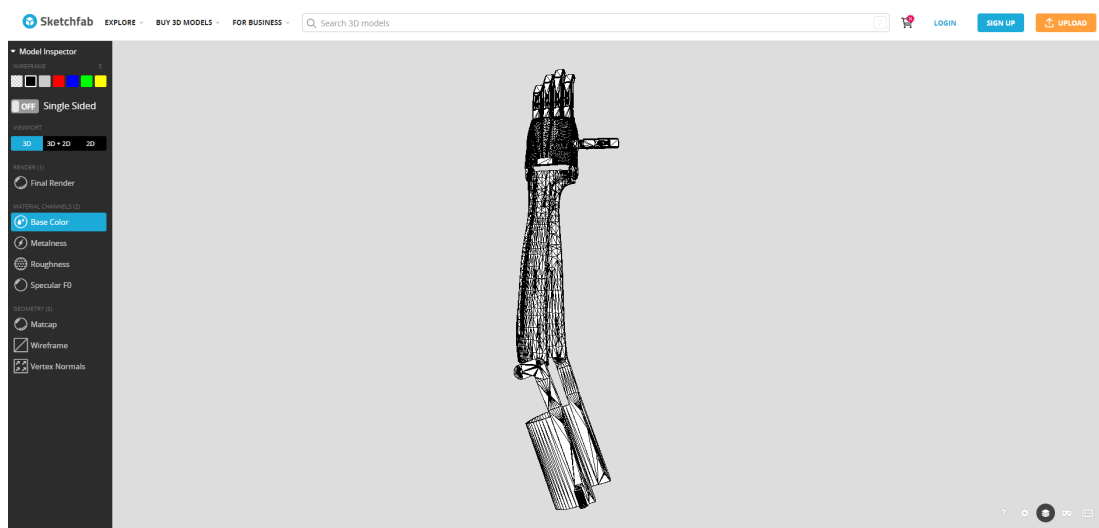 Sketchfab EXPLORE BUY 3D MODELS FOR BUSINESS Search 3D models / LOGIN SIGN UP UPLOAD
Model Inspector
WIREFRAME
OFF Single Sided
VIEWPORT
3D 3D + 2D 2D
RENDER (1)
Final Render
MATERIAL CHANNELS (2)
Base Color
Metalness
Roughness
Specular F0
GEOMETRY (3)
Matcap
Wireframe
Vertex Normals
?